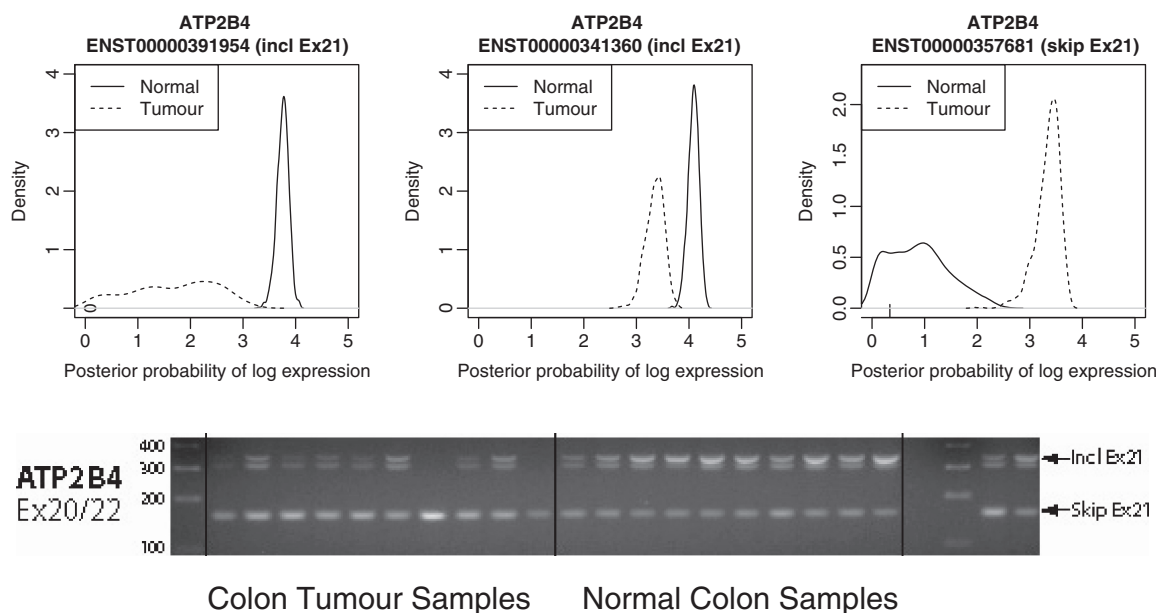 ATP2B4
ENST00000391954 (incl Ex21)
Normal
Tumour
Density
0
1
2
3
4
0 1 2 3 4 5
Posterior probability of log expression
ATP2B4
ENST00000341360 (incl Ex21)
Normal
Tumour
Density
0
1
2
3
4
0 1 2 3 4 5
Posterior probability of log expression
ATP2B4
ENST00000357681 (skip Ex21)
Normal
Tumour
Density
0.0
0.5
1.0
1.5
2.0
0 1 2 3 4 5
Posterior probability of log expression
ATP2B4
Ex20/22
400
300
200
100
Incl Ex21
Skip Ex21
Colon Tumour Samples
Normal Colon Samples